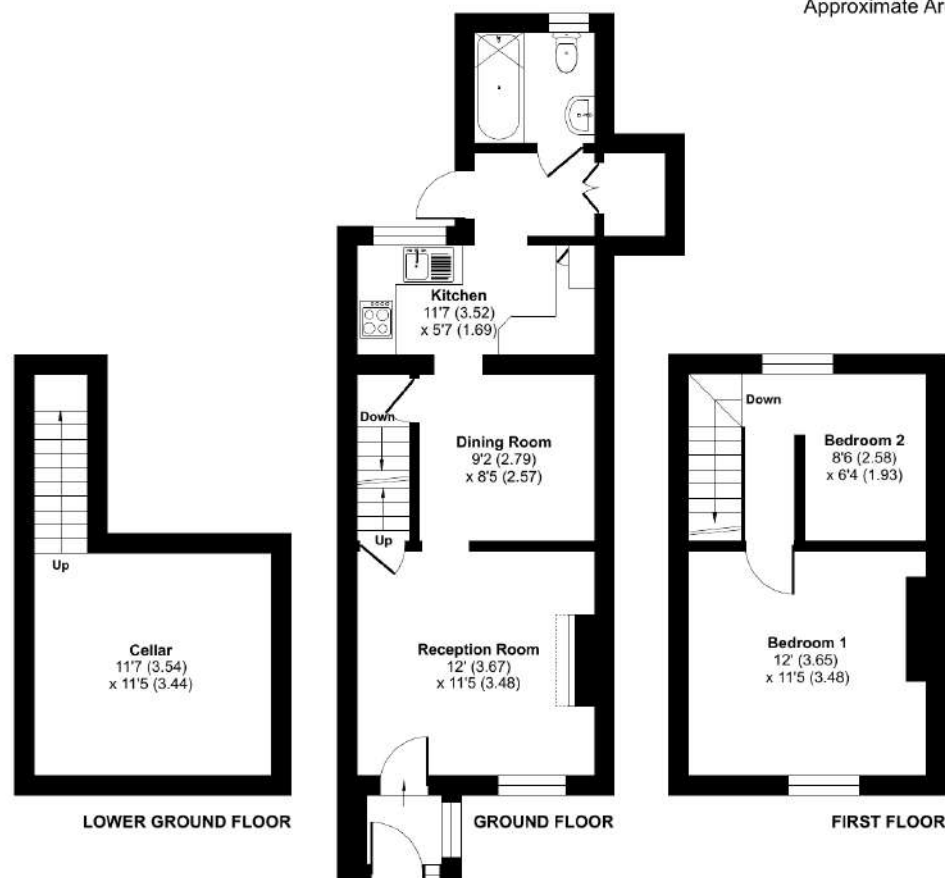 Approximate Ar
Kitchen
11'7 (3.52)
x 5'7 (1.69)
Down
Dining Room
9'2 (2.79)
x 8'5 (2.57)
Up
Down
Bedroom 2
8'6 (2.58)
x 6'4 (1.93)
Up
Cellar
11'7 (3.54)
x 11'5 (3.44)
Reception Room
12' (3.67)
x 11'5 (3.48)
Bedroom 1
12' (3.65)
x 11'5 (3.48)
LOWER GROUND FLOOR
GROUND FLOOR
FIRST FLOOR